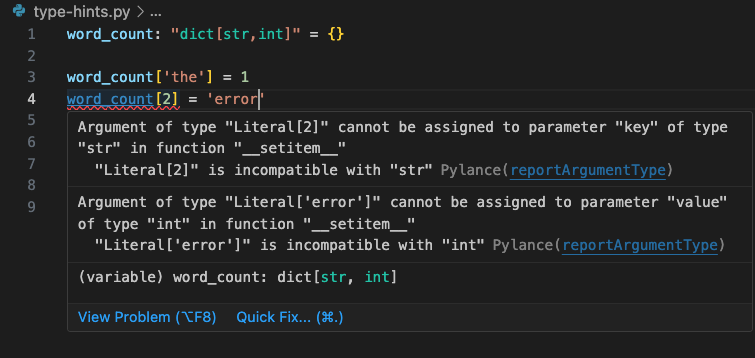 type-hints.py > ...
1 word_count: "dict[str,int]" = {}
2
3 word_count['the'] = 1
4 word_count[2] = 'error'
5
6
7
8
9
Argument of type "Literal[2]" cannot be assigned to parameter "key" of type
"str" in function "__setitem__"
"Literal[2]" is incompatible with "str" Pylance(reportArgumentType)
Argument of type "Literal['error']" cannot be assigned to parameter "value"
of type "int" in function "__setitem__"
"Literal['error']" is incompatible with "int" Pylance(reportArgumentType)
(variable) word_count: dict[str, int]
View Problem (⌥F8) Quick Fix... (⌘.)